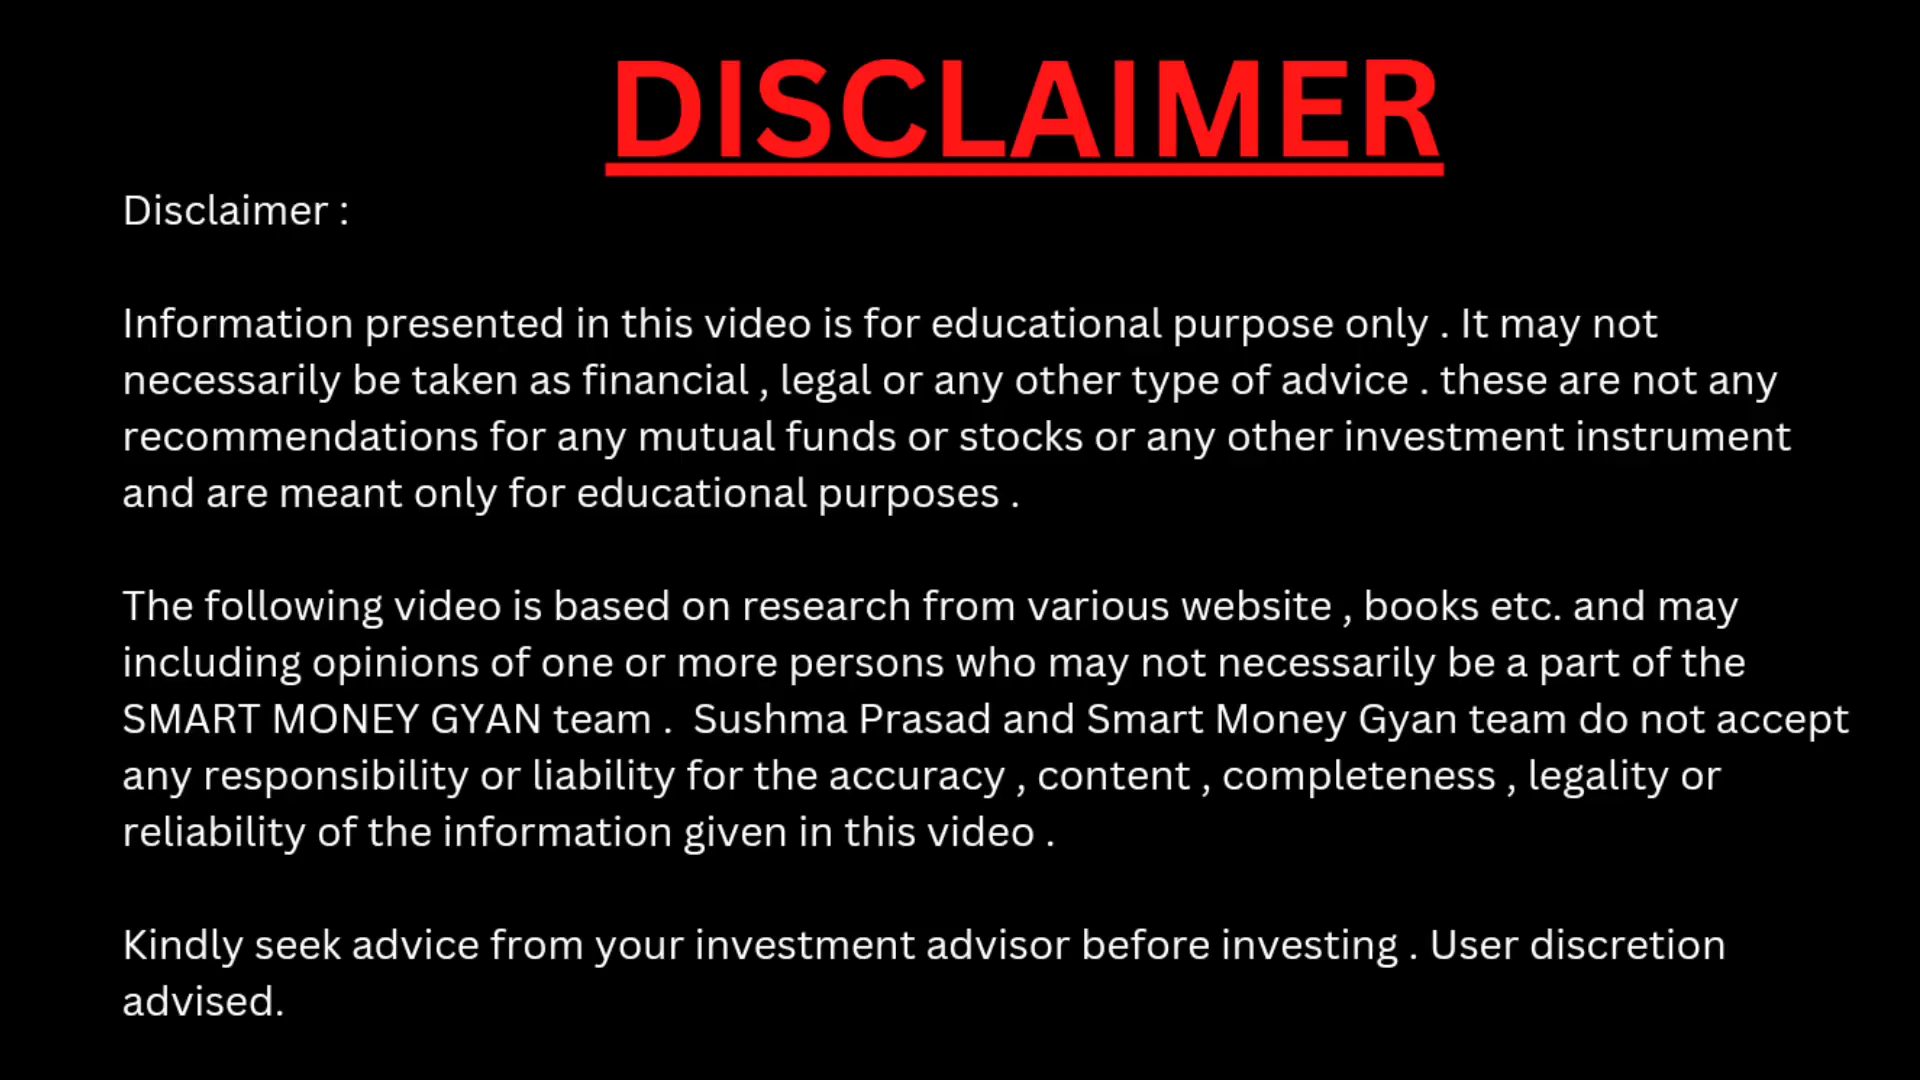 DISCLAIMER
Disclaimer :
Information presented in this video is for educational purpose only . It may not
necessarily be taken as financial , legal or any other type of advice . these are not any
recommendations for any mutual funds or stocks or any other investment instrument
and are meant only for educational purposes .
The following video is based on research from various website , books etc. and may
including opinions of one or more persons who may not necessarily be a part of the
SMART MONEY GYAN team .  Sushma Prasad and Smart Money Gyan team do not accept
any responsibility or liability for the accuracy , content , completeness , legality or
reliability of the information given in this video .
Kindly seek advice from your investment advisor before investing . User discretion
advised.